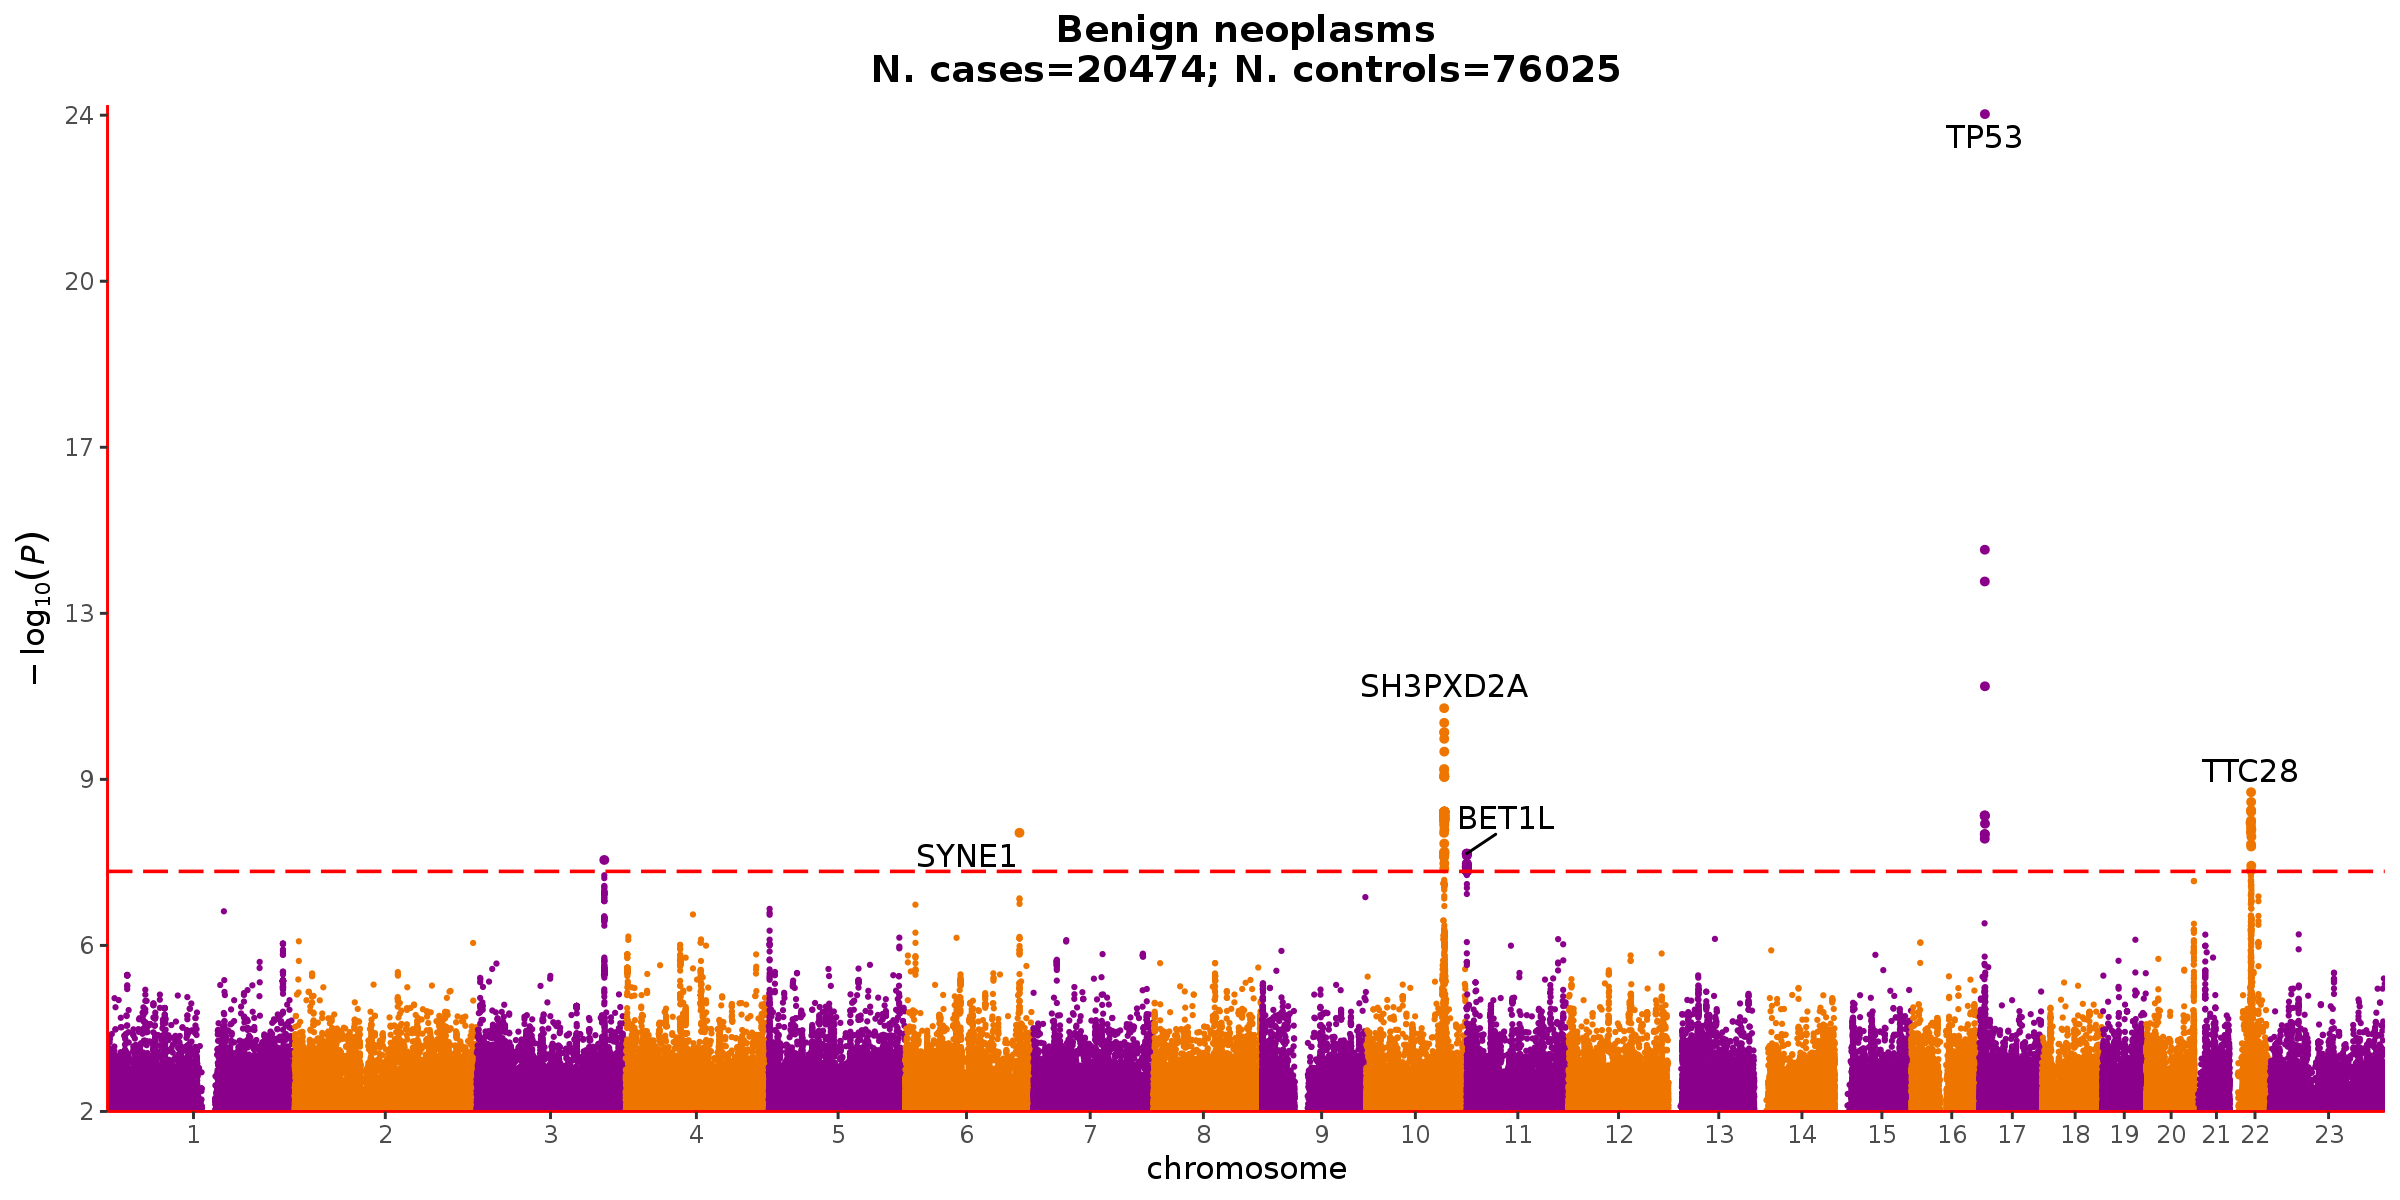 Benign neoplasms
N. cases=20474; N. controls=76025
24
TP53
20
17
−log10(P)
13
SH3PXD2A
9
TTC28
BET1L
SYNE1
6
2
1 2 3 4 5 6 7 8 9 10 11 12 13 14 15 16 17 18 19 20 21 22 23
chromosome